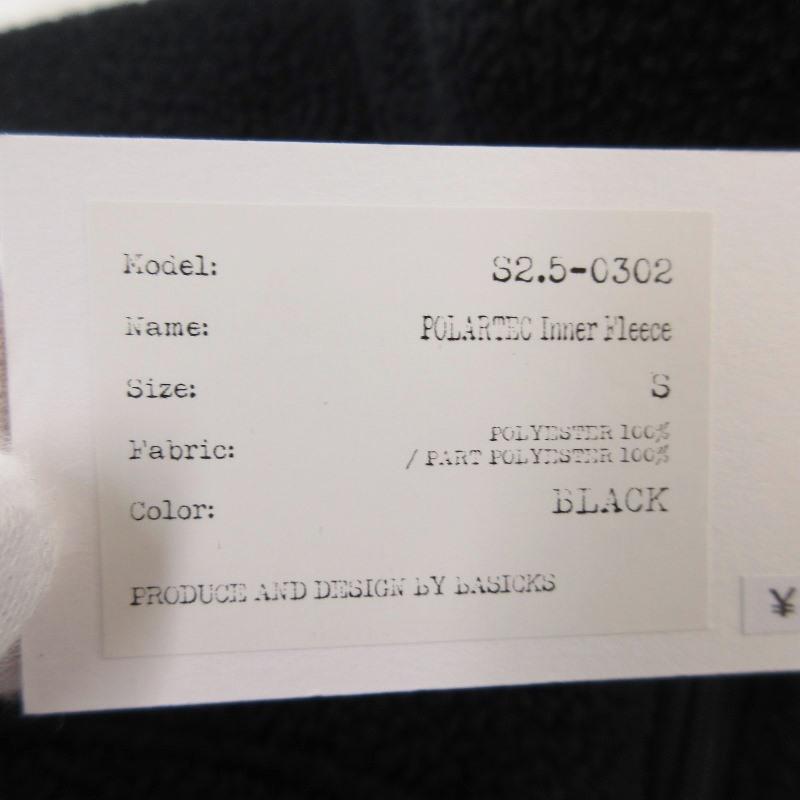 Model: S2.5-0302
Name: POLARTEC Inner Fleece
Size: S
Fabric: POLYESTER 100%
/ PART POLYESTER 100%
Color: BLACK
PRODUCE AND DESIGN BY BASICKS
¥